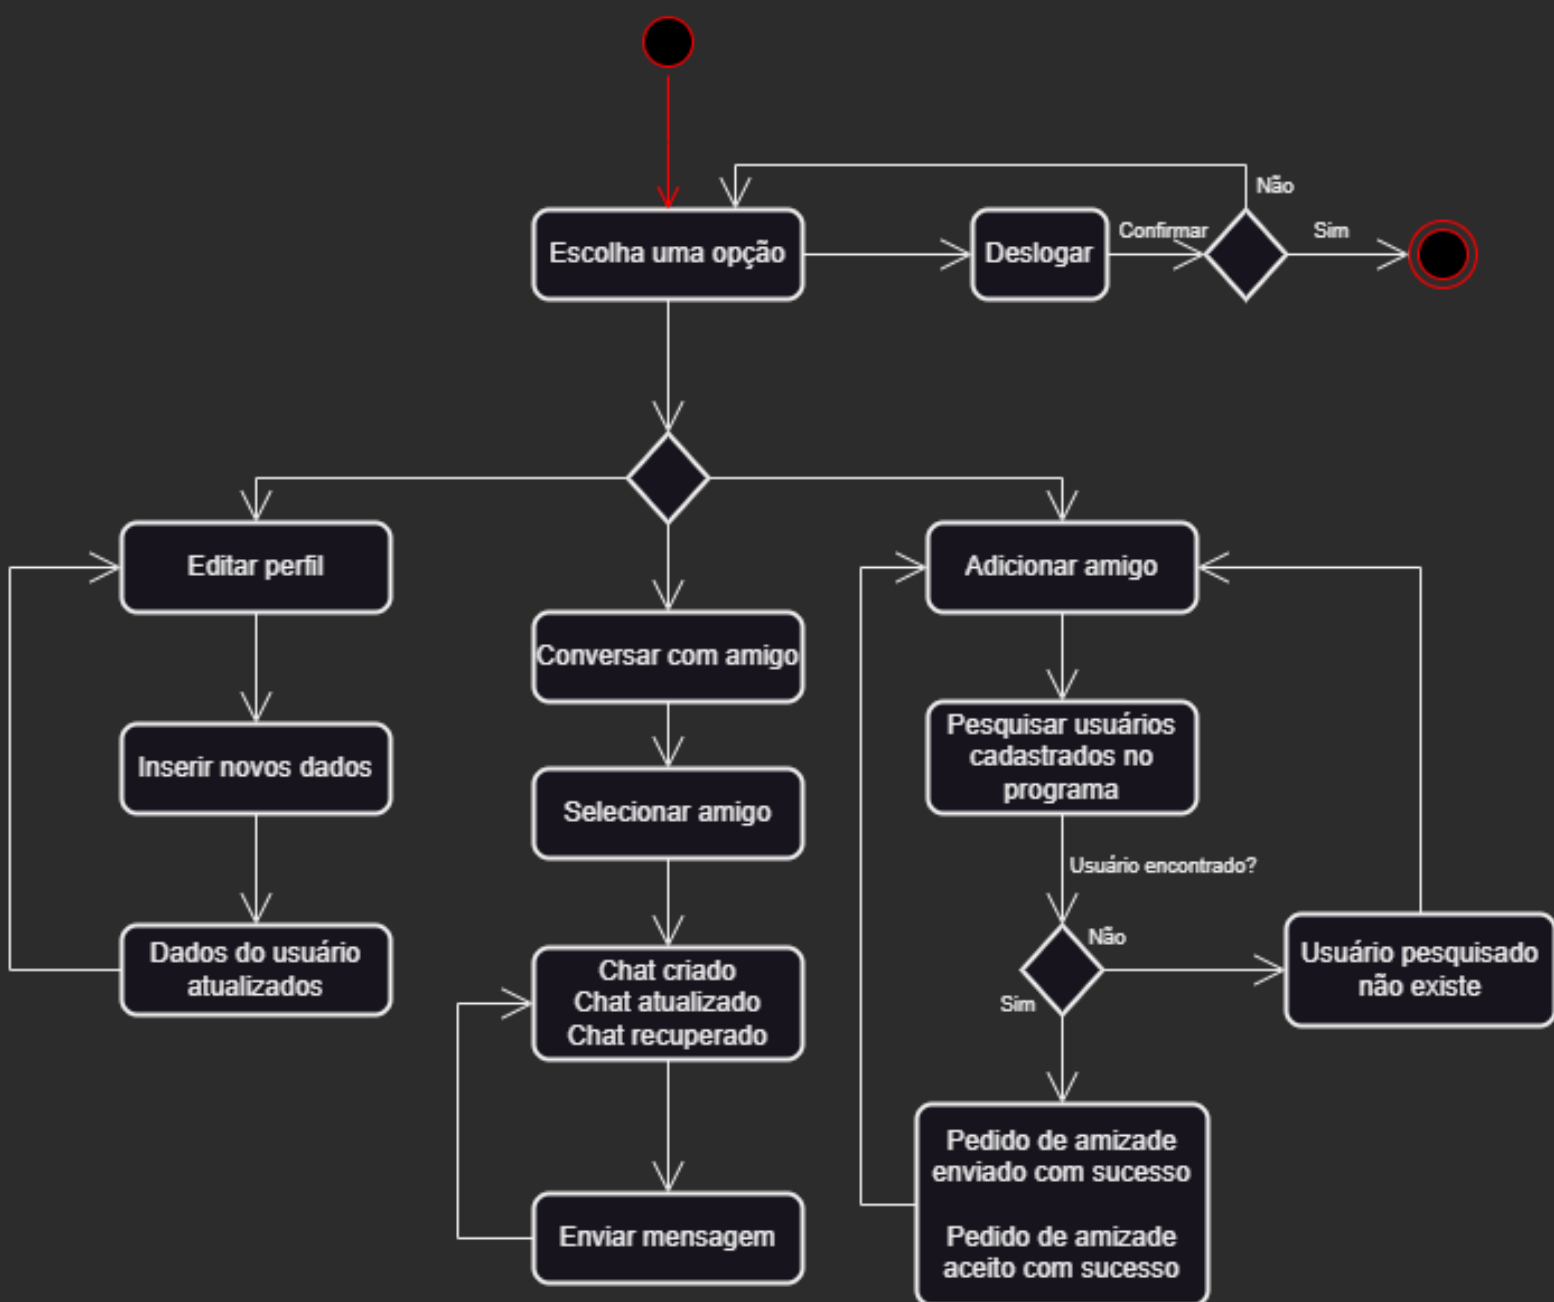 Não
Escolha uma opção
Deslogar
Confirmar
Sim
Editar perfil
Adicionar amigo
Conversar com amigo
Pesquisar usuários
cadastrados no
programa
Inserir novos dados
Selecionar amigo
Usuário encontrado?
Não
Sim
Usuário pesquisado
não existe
Dados do usuário
atualizados
Chat criado
Chat atualizado
Chat recuperado
Pedido de amizade
enviado com sucesso
Pedido de amizade
aceito com sucesso
Enviar mensagem